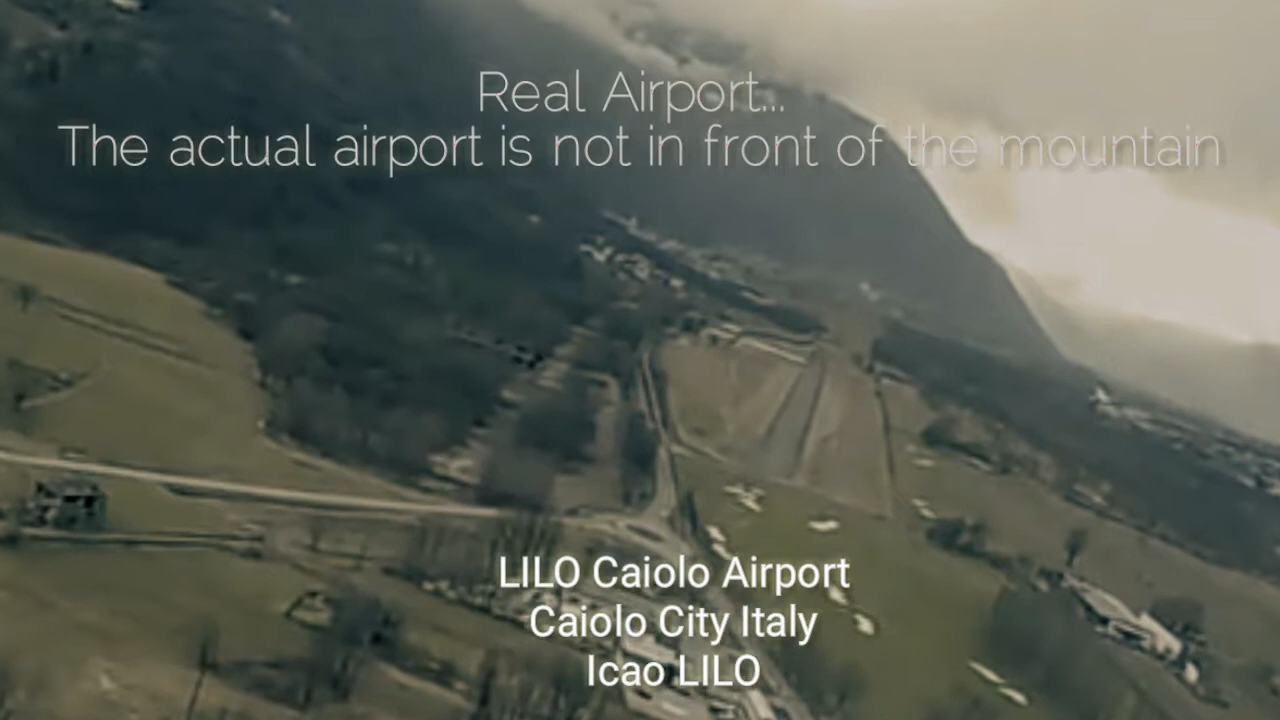 Real Airport...
The actual airport is not in front of the mountain
LILO Caiolo Airport
Caiolo City Italy
Icao LILO